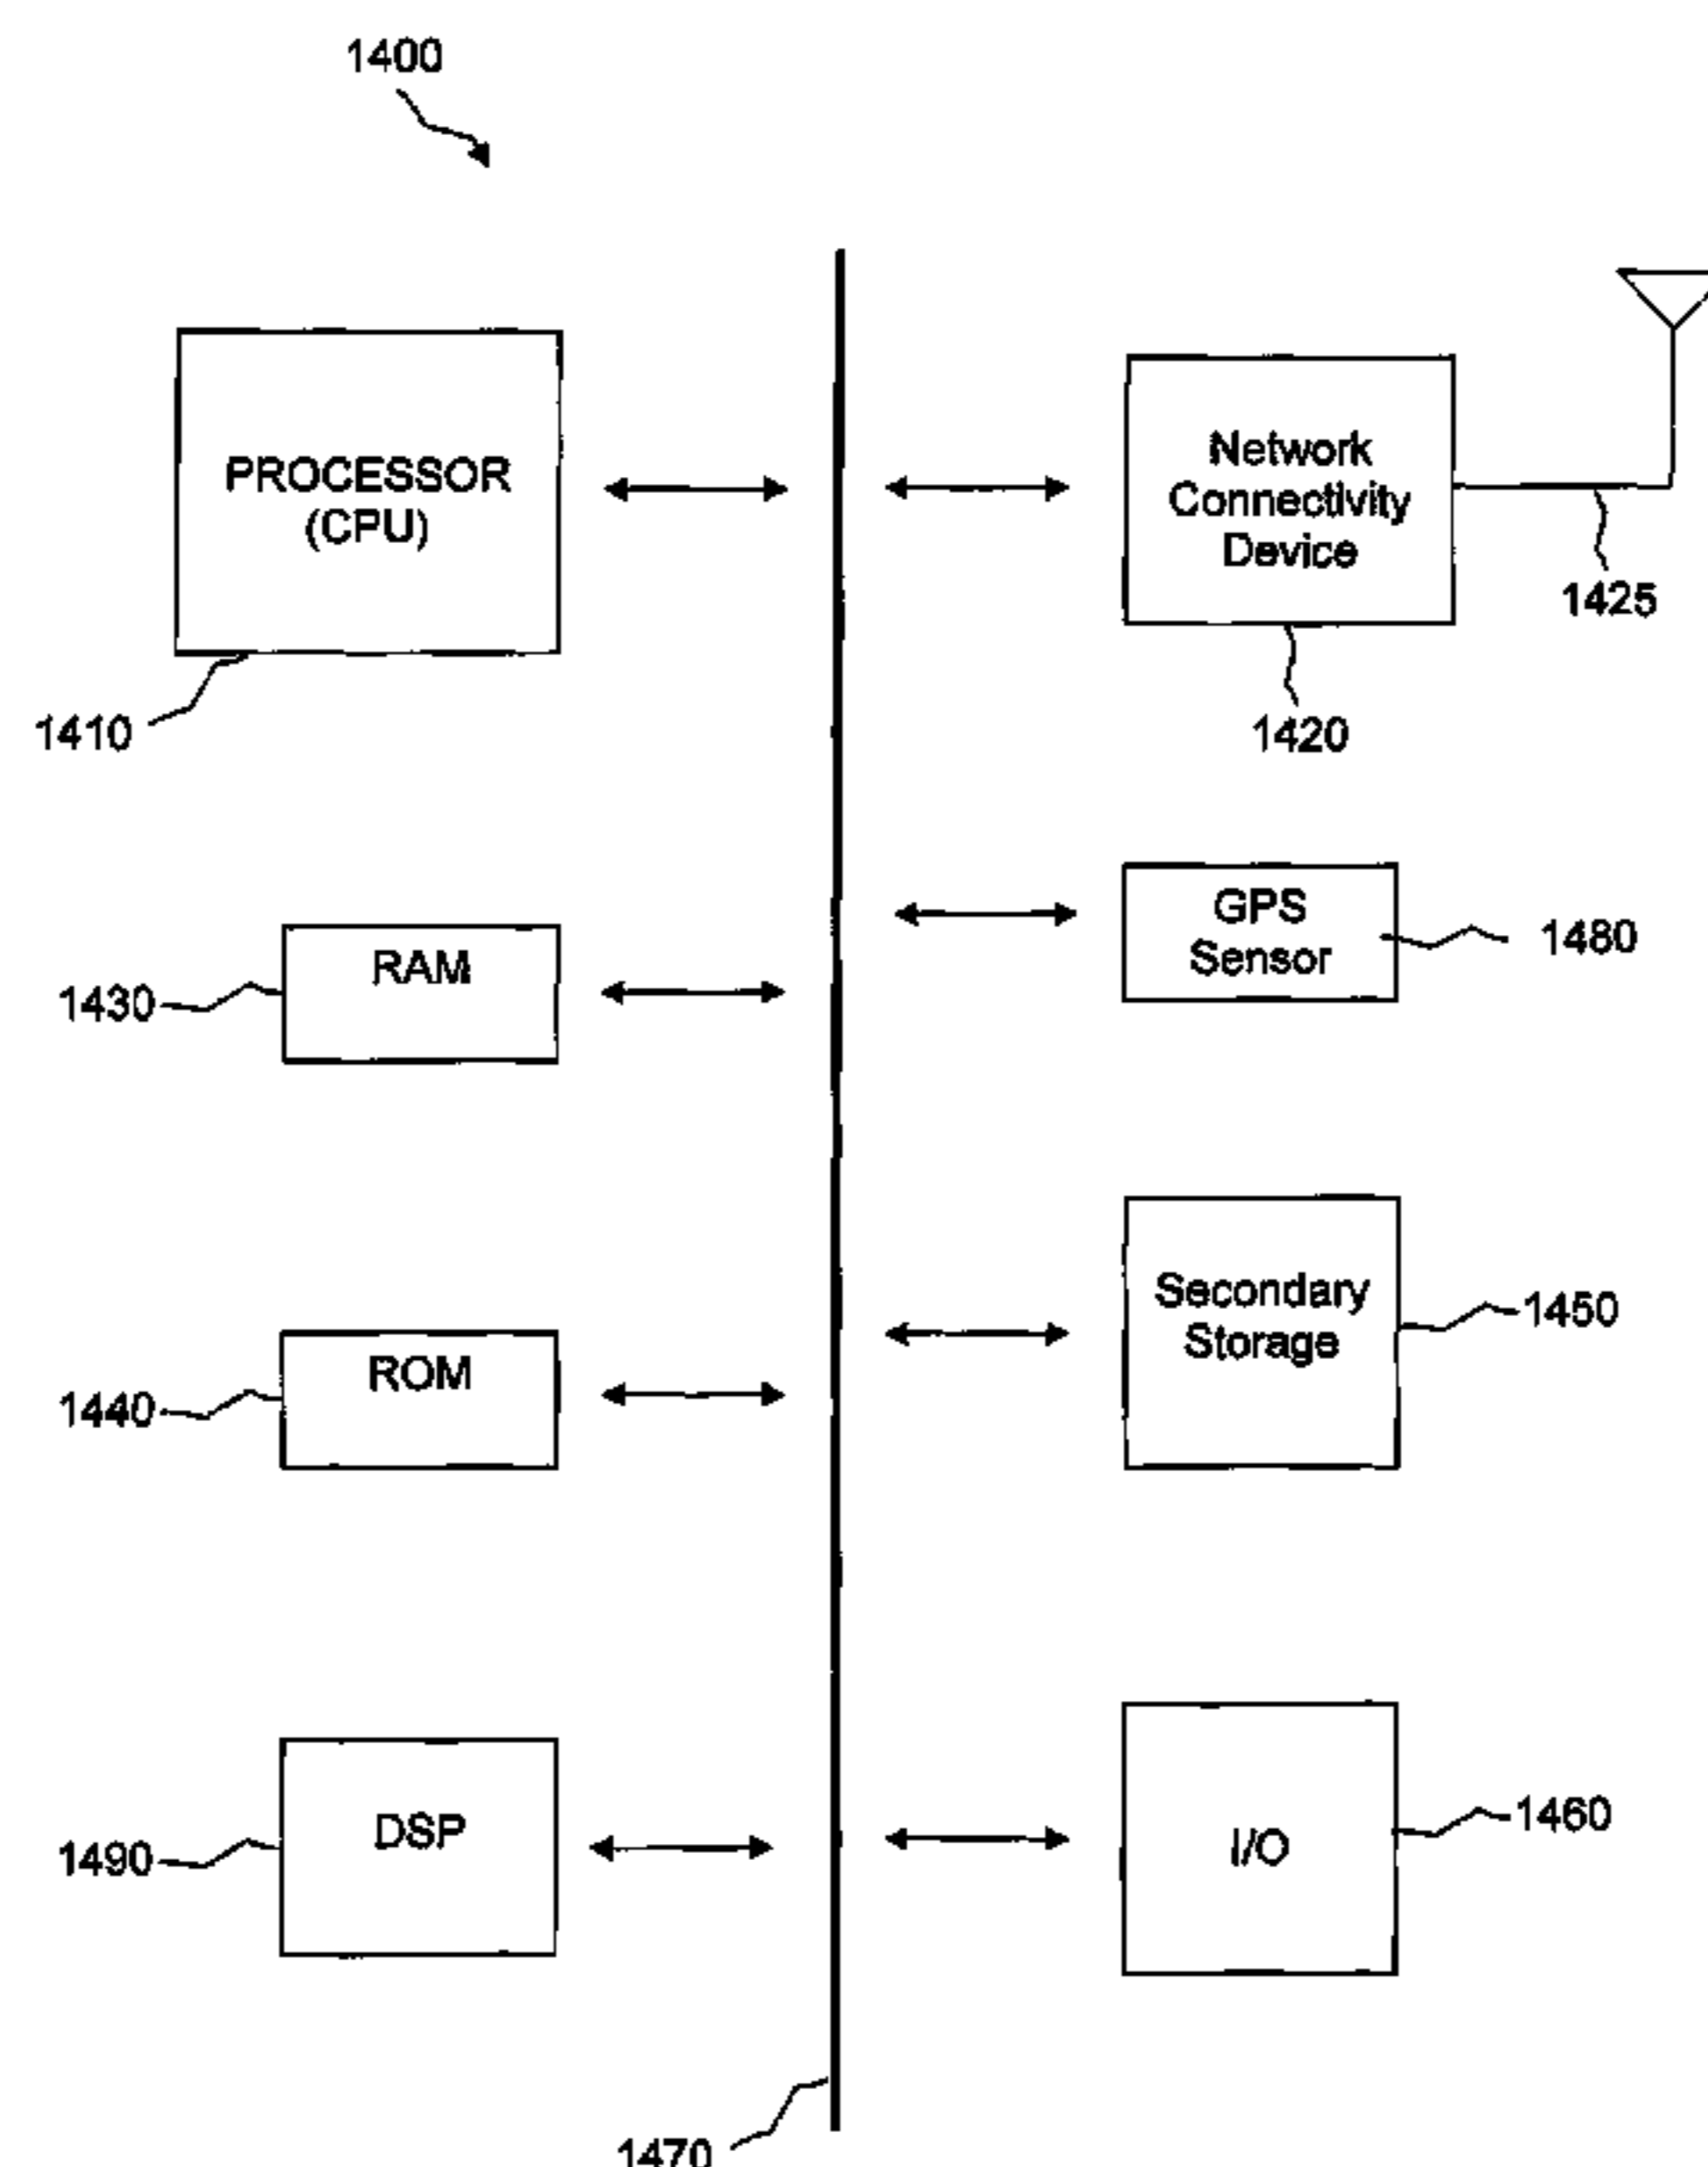 1400
PROCESSOR
(CPU)
1410
Network
Connectivity
Device
1425
1420
RAM
1430
GPS
Sensor
1480
ROM
1440
Secondary
Storage
1450
DSP
1490
I/O
1460
1470